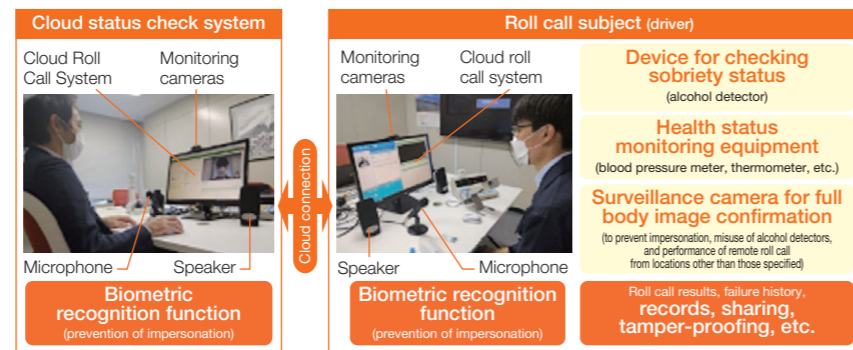 Cloud status check system
Cloud Roll
Call System
Monitoring
cameras
Microphone
Speaker
Biometric
recognition function
(prevention of impersonation)
Cloud connection
Roll call subject (driver)
Monitoring
cameras
Cloud roll
call system
Speaker
Microphone
Biometric recognition
function
(prevention of impersonation)
Device for checking
sobriety status
(alcohol detector)
Health status
monitoring equipment
(blood pressure meter, thermometer, etc.)
Surveillance camera for full
body image confirmation
(to prevent impersonation, misuse of alcohol detectors,
and performance of remote roll call
from locations other than those specified)
Roll call results, failure history,
records, sharing,
tamper-proofing, etc.